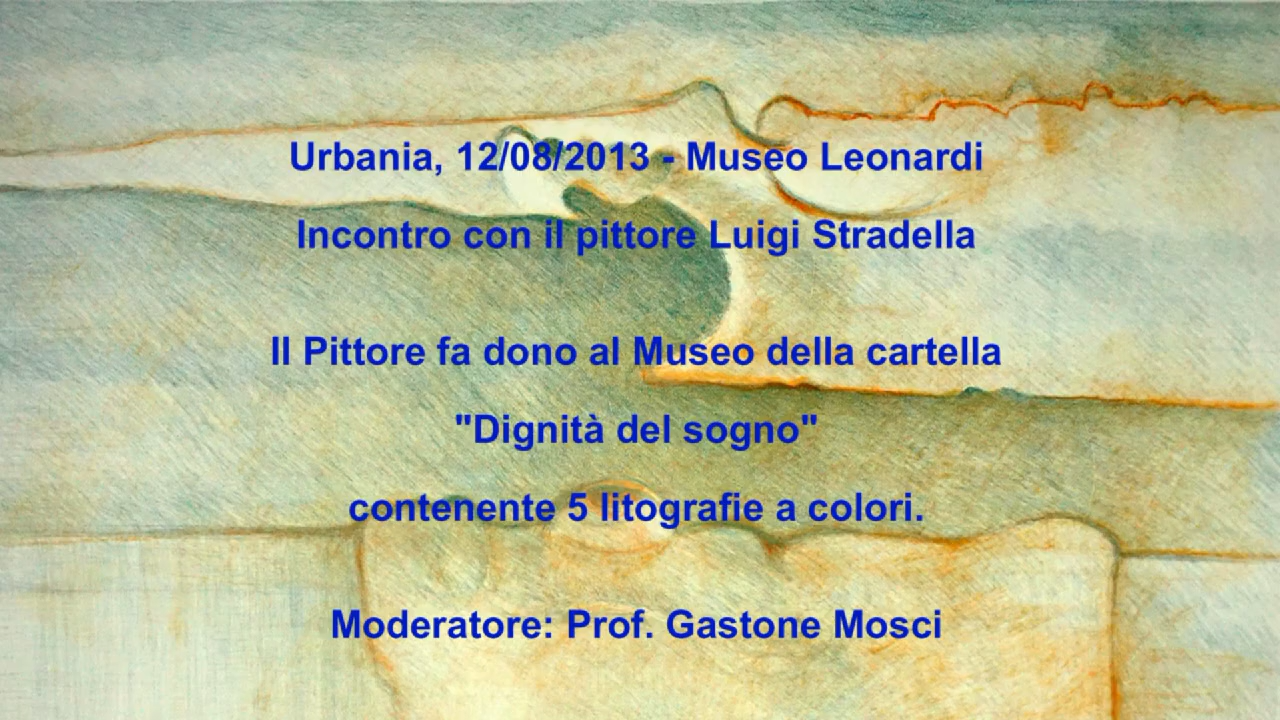 Urbania, 12/08/2013 - Museo Leonardi
Incontro con il pittore Luigi Stradella
Il Pittore fa dono al Museo della cartella
"Dignità del sogno"
contenente 5 litografie a colori.
Moderatore: Prof. Gastone Mosci